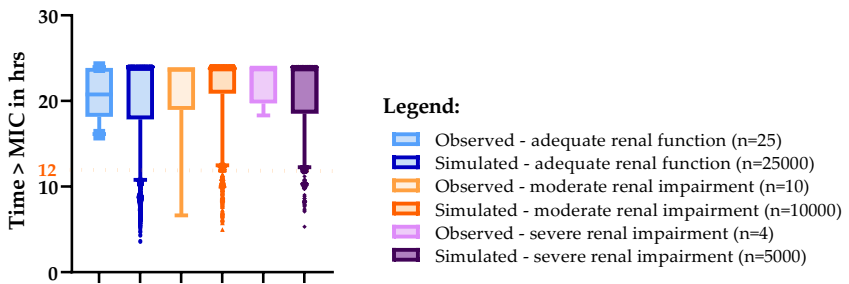 30
20
12
10
0
Time > MIC in hrs
Legend:
Observed - adequate renal function (n=25)
Simulated - adequate renal function (n=25000)
Observed - moderate renal impairment (n=10)
Simulated - moderate renal impairment (n=10000)
Observed - severe renal impairment (n=4)
Simulated - severe renal impairment (n=5000)